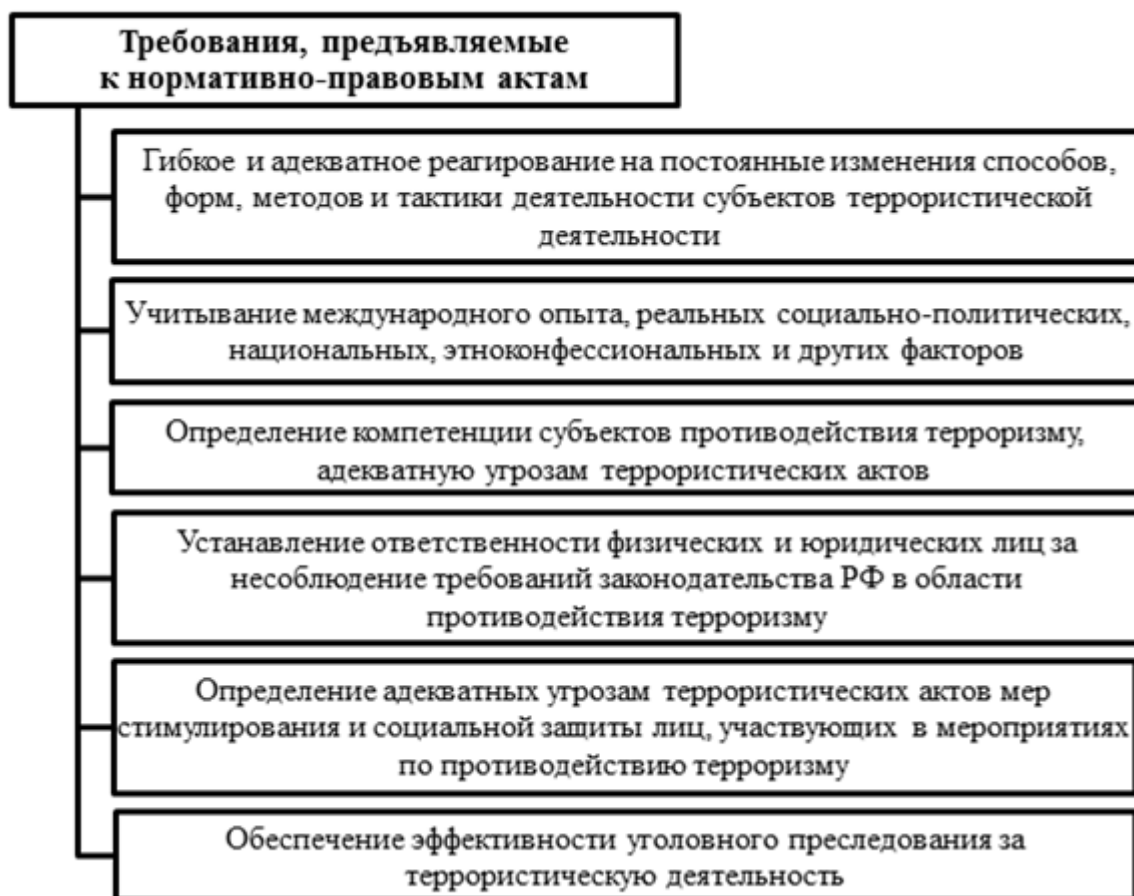 Требования, предъявляемые
к нормативно-правовым актам
Гибкое и адекватное реагирование на постоянные изменения способов,
форм, методов и тактики деятельности субъектов террористической
деятельности
Учитывание международного опыта, реальных социально-политических,
национальных, этноконфессиональных и других факторов
Определение компетенции субъектов противодействия терроризму,
адекватную угрозам террористических актов
Устанавление ответственности физических и юридических лиц за
несоблюдение требований законодательства РФ в области
противодействия терроризму
Определение адекватных угрозам террористических актов мер
стимулирования и социальной защиты лиц, участвующих в мероприятиях
по противодействию терроризму
Обеспечение эффективности уголовного преследования за
террористическую деятельность